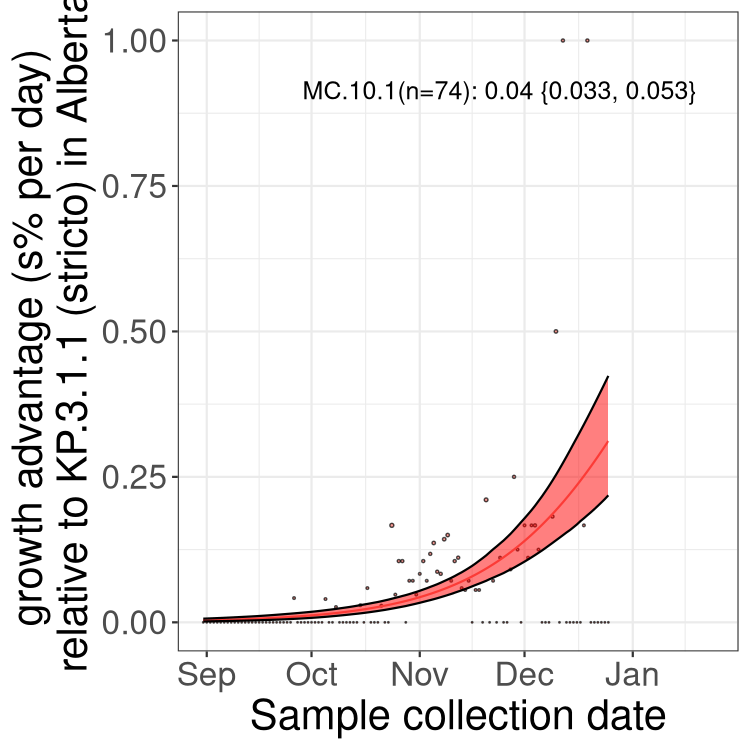 growth advantage (s% per day)
relative to KP.3.1.1 (stricto) in Alberta
1.00
0.75
0.50
0.25
0.00
MC.10.1(n=74): 0.04 {0.033, 0.053}
Sep Oct Nov Dec Jan
Sample collection date